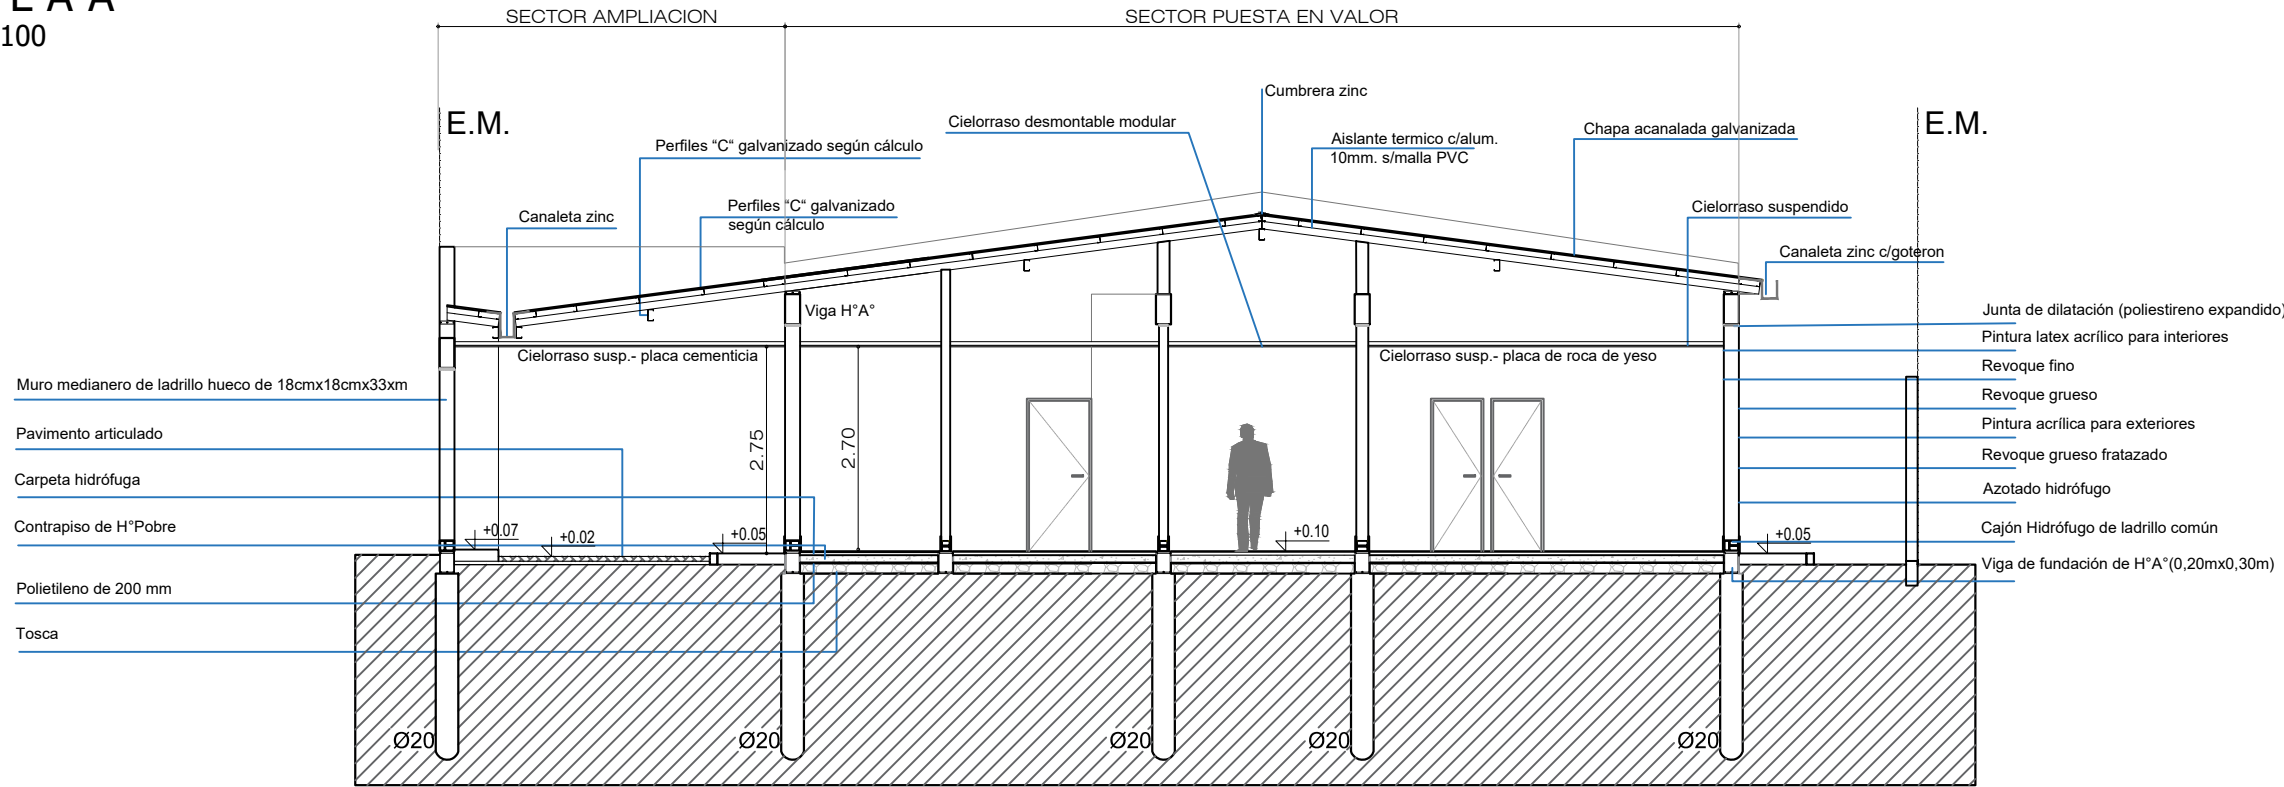 E A A
100
SECTOR AMPLIACION
SECTOR PUESTA EN VALOR
E.M.
E.M.
Cumbrera zinc
Cielorraso desmontable modular
Perfiles “C“ galvanizado según cálculo
Aislante termico c/alum.
10mm. s/malla PVC
Chapa acanalada galvanizada
Canaleta zinc
Perfiles “C“ galvanizado
según cálculo
Cielorraso suspendido
Canaleta zinc c/goteron
Viga H°A°
Cielorraso susp.- placa cementicia
Cielorraso susp.- placa de roca de yeso
Muro medianero de ladrillo hueco de 18cmx18cmx33xm
Pavimento articulado
Carpeta hidrófuga
Contrapiso de H°Pobre
Polietileno de 200 mm
Tosca
2.75
2.70
+0.07
+0.02
+0.05
+0.10
+0.05
Junta de dilatación (poliestireno expandido)
Pintura latex acrílico para interiores
Revoque fino
Revoque grueso
Pintura acrílica para exteriores
Revoque grueso fratazado
Azotado hidrófugo
Cajón Hidrófugo de ladrillo común
Viga de fundación de H°A°(0,20mx0,30m)
Ø20
Ø20
Ø20
Ø20
Ø20